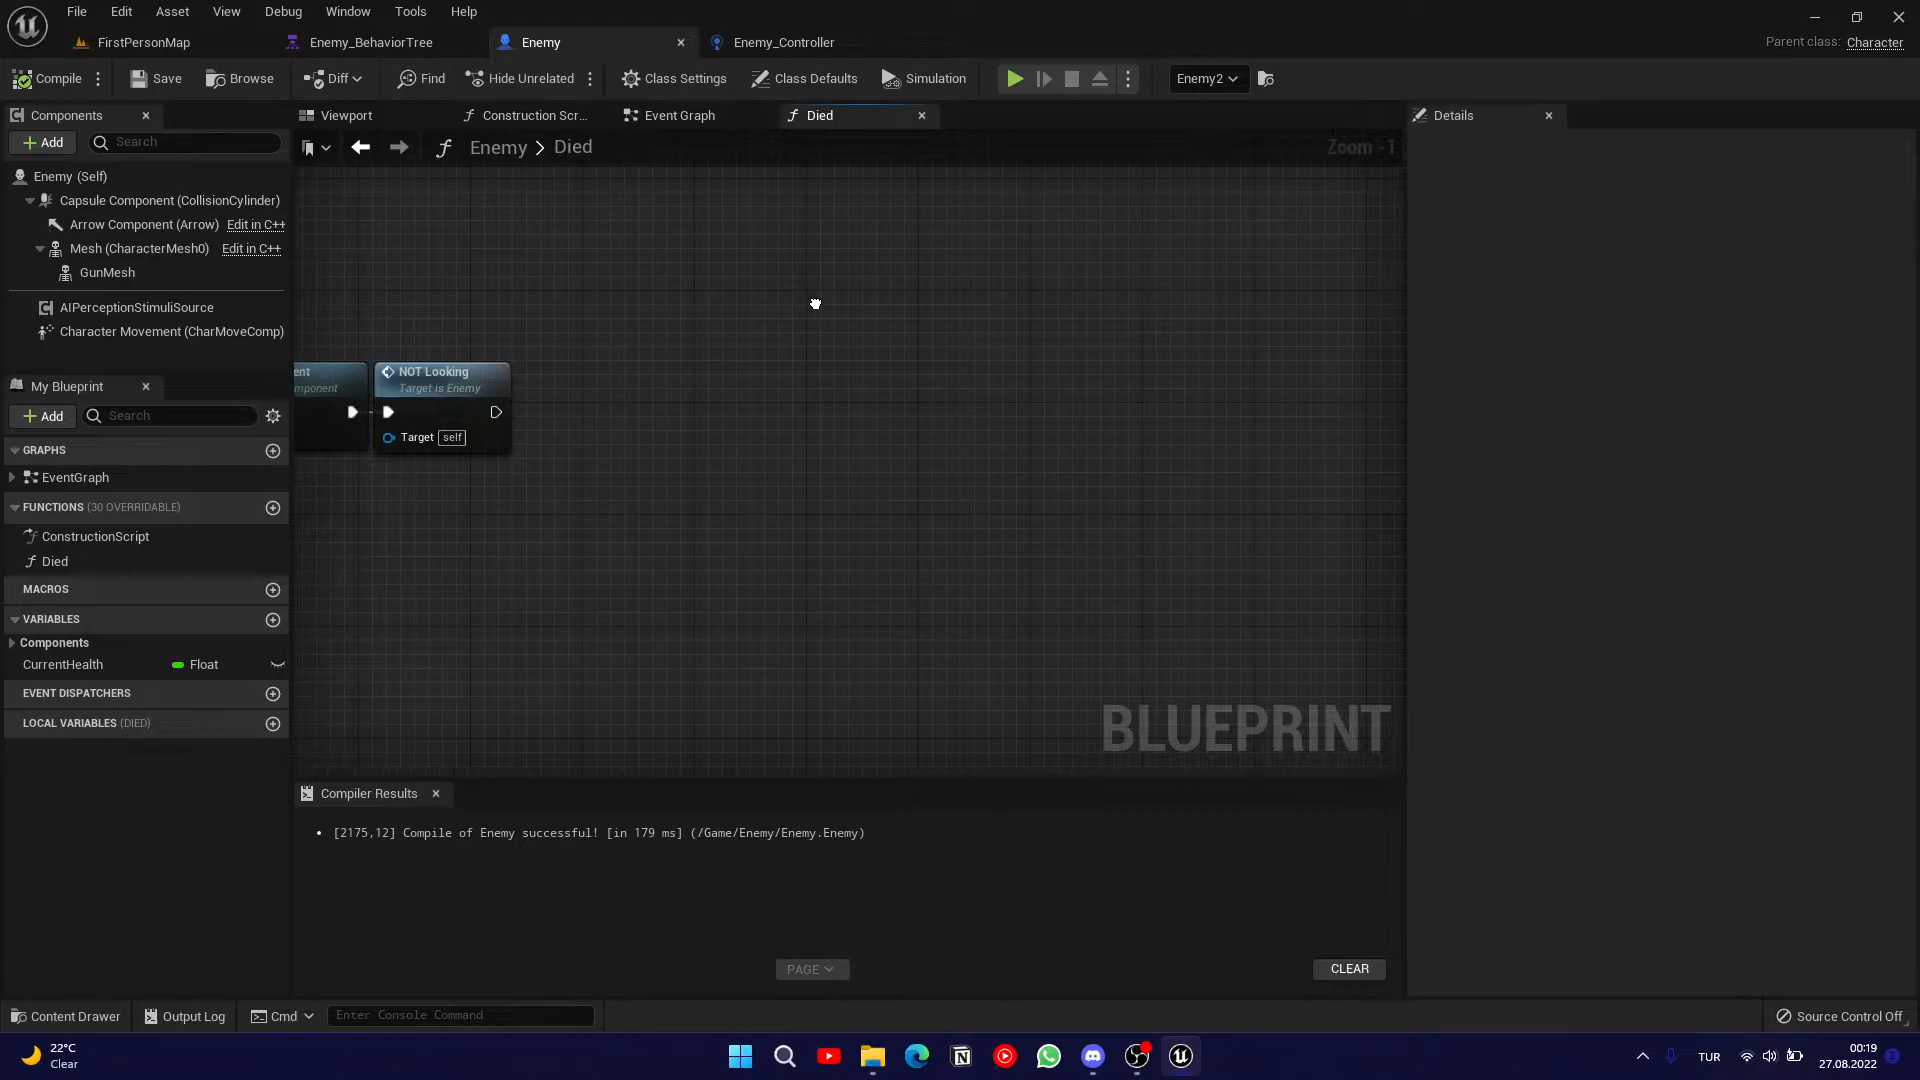 File Edit Asset View Debug Window Tools Help
FirstPersonMap Enemy_BehaviorTree Enemy Enemy_Controller
Parent class: Character
Compile Save Browse Diff Find Hide Unrelated Class Settings Class Defaults Simulation Enemy2
Components
Add Search
Enemy (Self)
Capsule Component (CollisionCylinder)
Arrow Component (Arrow) Edit in C++
Mesh (CharacterMesh0) Edit in C++
GunMesh
AIPerceptionStimuliSource
Character Movement (CharMoveComp)
My Blueprint
Add Search
GRAPHS
EventGraph
FUNCTIONS (30 OVERRIDABLE)
ConstructionScript
Died
MACROS
VARIABLES
Components
CurrentHealth Float
EVENT DISPATCHERS
LOCAL VARIABLES (DIED)
Viewport Construction Scr... Event Graph Died
Enemy > Died
Zoom -1
ent
mponent
NOT Looking
Target is Enemy
Target self
BLUEPRINT
Compiler Results
[2175,12] Compile of Enemy successful! [in 179 ms] (/Game/Enemy/Enemy.Enemy)
PAGE
CLEAR
Details
Content Drawer Output Log Cmd Enter Console Command
Source Control Off
22°C
Clear
TUR
00:19
27.08.2022